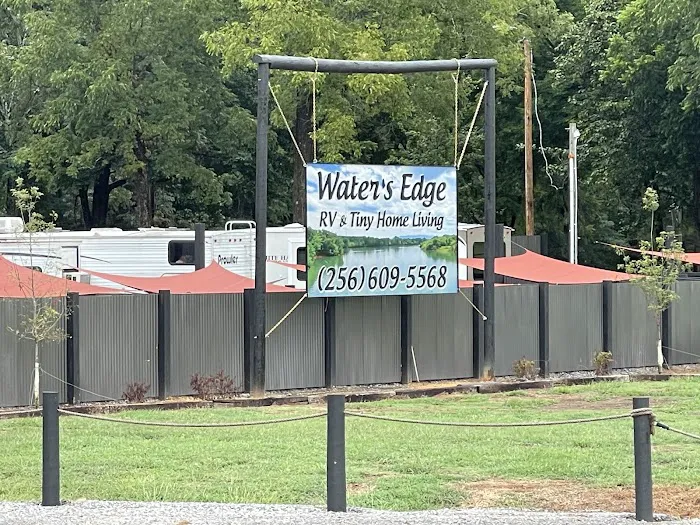 Water's Edge
RV & Tiny Home Living
(256)609-5568
Prowler